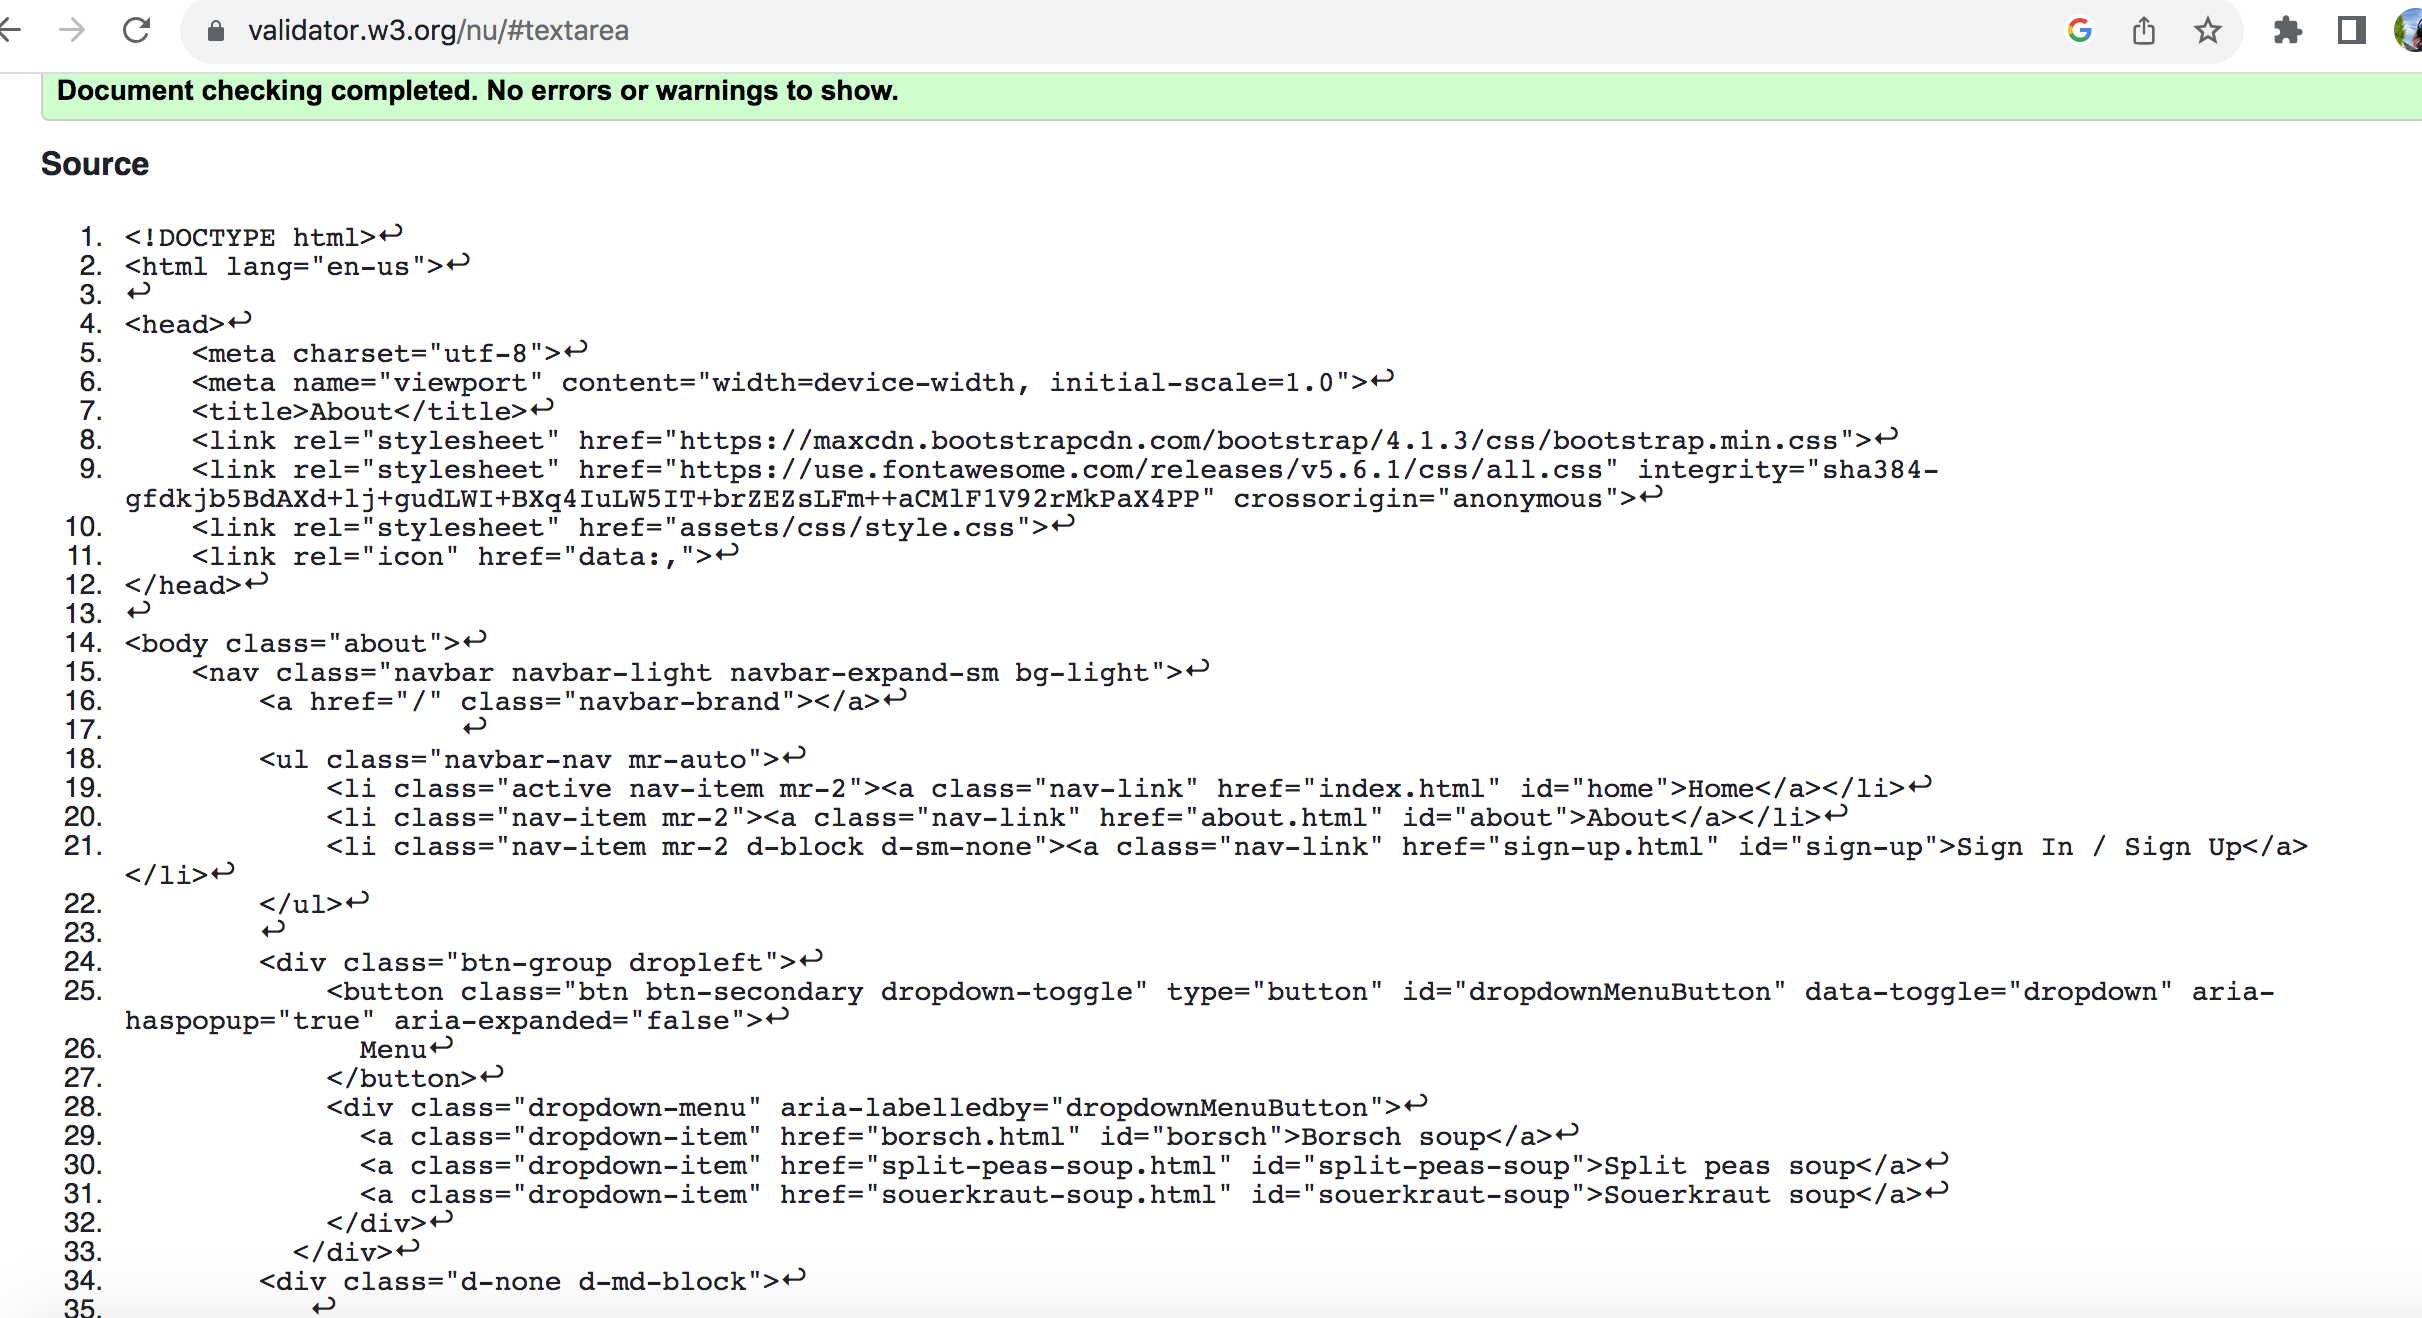 validator.w3.org/nu/#textarea
Document checking completed. No errors or warnings to show.
Source
1. <!DOCTYPE html>↩
2. <html lang="en-us">↩
3. ↩
4. <head>↩
5.     <meta charset="utf-8">↩
6.     <meta name="viewport" content="width=device-width, initial-scale=1.0">↩
7.     <title>About</title>↩
8.     <link rel="stylesheet" href="https://maxcdn.bootstrapcdn.com/bootstrap/4.1.3/css/bootstrap.min.css">↩
9.     <link rel="stylesheet" href="https://use.fontawesome.com/releases/v5.6.1/css/all.css" integrity="sha384-
gfdkjb5BdAXd+lj+gudLWI+BXq4IuLW5IT+brZEZsLFm++aCMlF1V92rMkPaX4PP" crossorigin="anonymous">↩
10.     <link rel="stylesheet" href="assets/css/style.css">↩
11.     <link rel="icon" href="data:,">↩
12. </head>↩
13. ↩
14. <body class="about">↩
15.     <nav class="navbar navbar-light navbar-expand-sm bg-light">↩
16.         <a href="/" class="navbar-brand"></a>↩
17.                     ↩
18.         <ul class="navbar-nav mr-auto">↩
19.             <li class="active nav-item mr-2"><a class="nav-link" href="index.html" id="home">Home</a></li>↩
20.             <li class="nav-item mr-2"><a class="nav-link" href="about.html" id="about">About</a></li>↩
21.             <li class="nav-item mr-2 d-block d-sm-none"><a class="nav-link" href="sign-up.html" id="sign-up">Sign In / Sign Up</a>
</li>↩
22.         </ul>↩
23.         ↩
24.         <div class="btn-group dropleft">↩
25.             <button class="btn btn-secondary dropdown-toggle" type="button" id="dropdownMenuButton" data-toggle="dropdown" aria-
haspopup="true" aria-expanded="false">↩
26.               Menu↩
27.             </button>↩
28.             <div class="dropdown-menu" aria-labelledby="dropdownMenuButton">↩
29.               <a class="dropdown-item" href="borsch.html" id="borsch">Borsch soup</a>↩
30.               <a class="dropdown-item" href="split-peas-soup.html" id="split-peas-soup">Split peas soup</a>↩
31.               <a class="dropdown-item" href="souerkraut-soup.html" id="souerkraut-soup">Souerkraut soup</a>↩
32.             </div>↩
33.           </div>↩
34.         <div class="d-none d-md-block">↩
35.            ↩